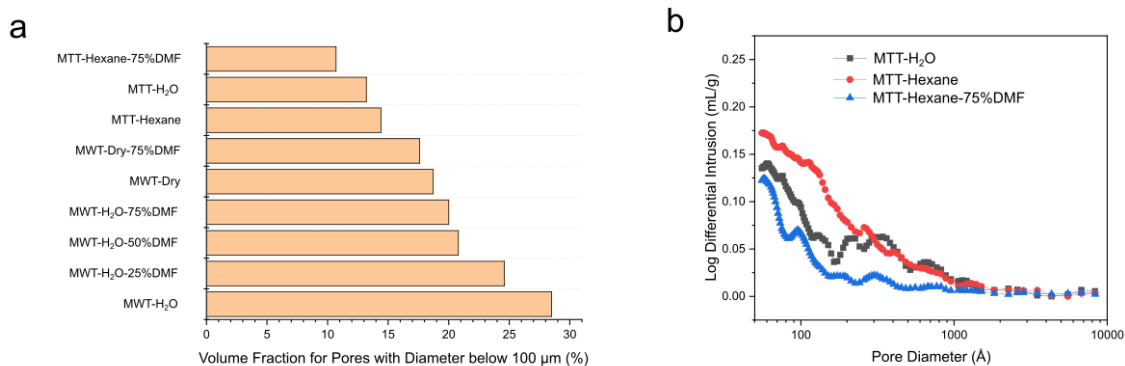 a
MTT-Hexane-75%DMF
MTT-H₂O
MTT-Hexane
MWT-Dry-75%DMF
MWT-Dry
MWT-H₂O-75%DMF
MWT-H₂O-50%DMF
MWT-H₂O-25%DMF
MWT-H₂O
0 5 10 15 20 25 30
Volume Fraction for Pores with Diameter below 100 µm (%)
b
MTT-H₂O
MTT-Hexane
MTT-Hexane-75%DMF
Log Differential Intrusion (mL/g)
0.25
0.20
0.15
0.10
0.05
0.00
100 1000 10000
Pore Diameter (Å)